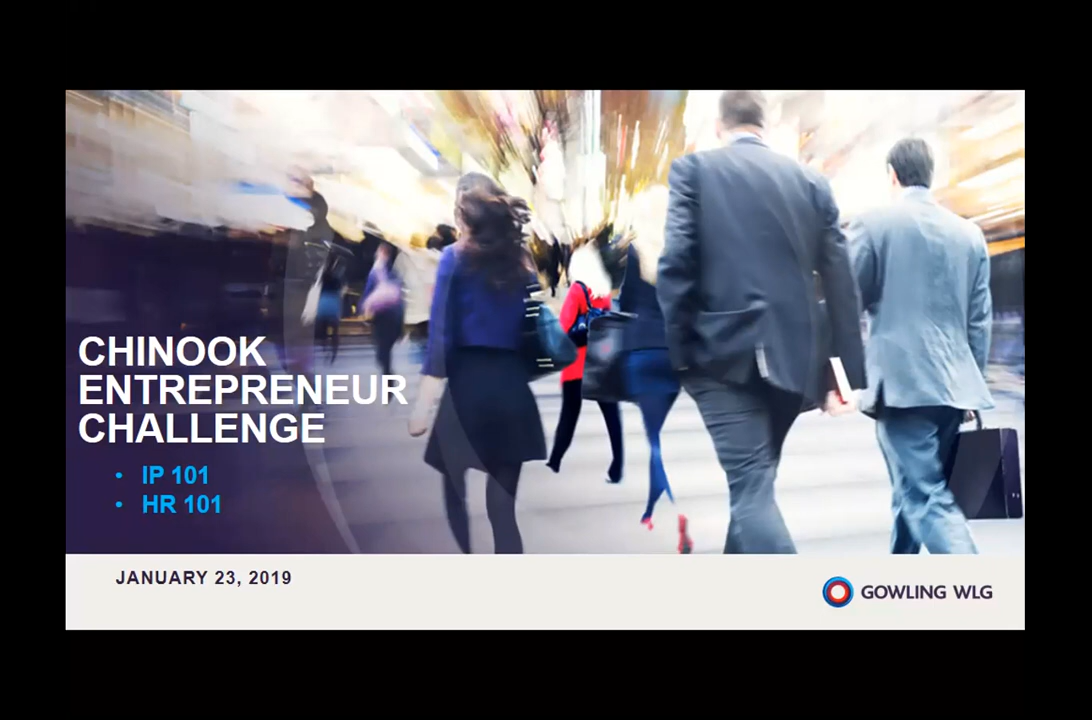 CHINOOK
ENTREPRENEUR
CHALLENGE
• IP 101
• HR 101
JANUARY 23, 2019
GOWLING WLG